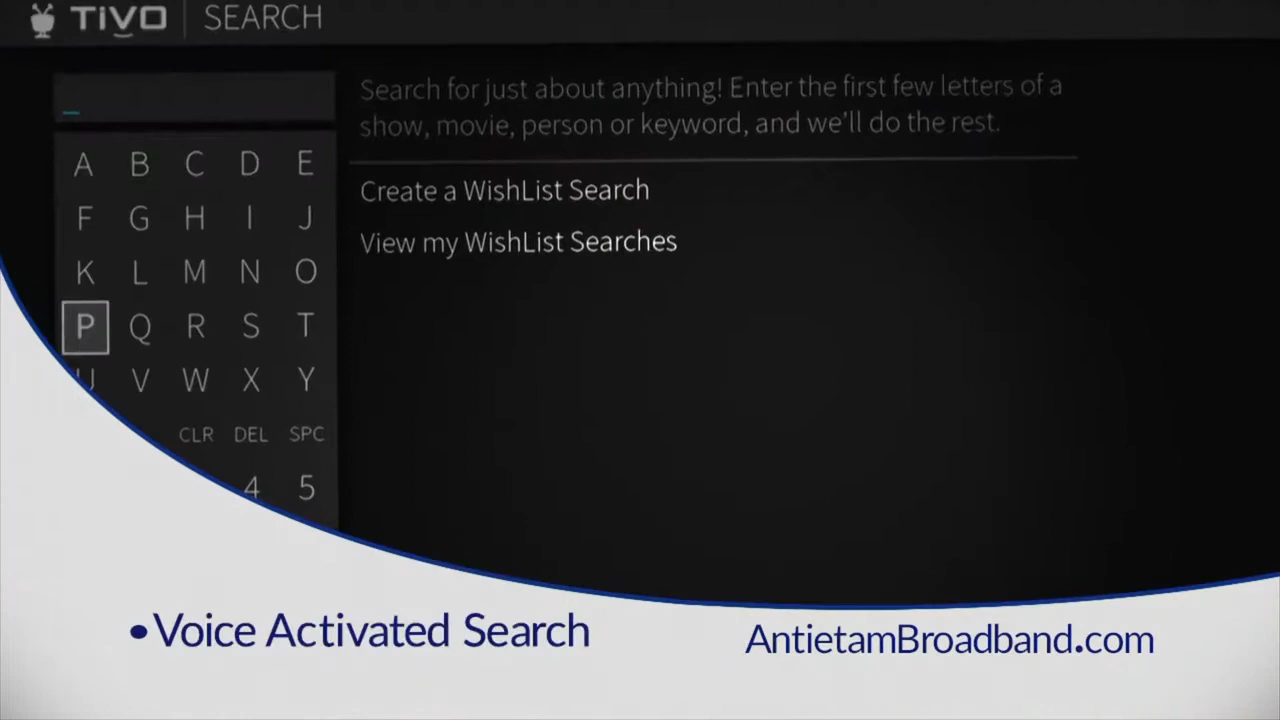 TiVo SEARCH
Search for just about anything! Enter the first few letters of a
show, movie, person or keyword, and we'll do the rest.
Create a WishList Search
View my WishList Searches
A B C D E
F G H I J
K L M N O
P Q R S T
U V W X Y
CLR DEL SPC
4 5
•Voice Activated Search
AntietamBroadband.com